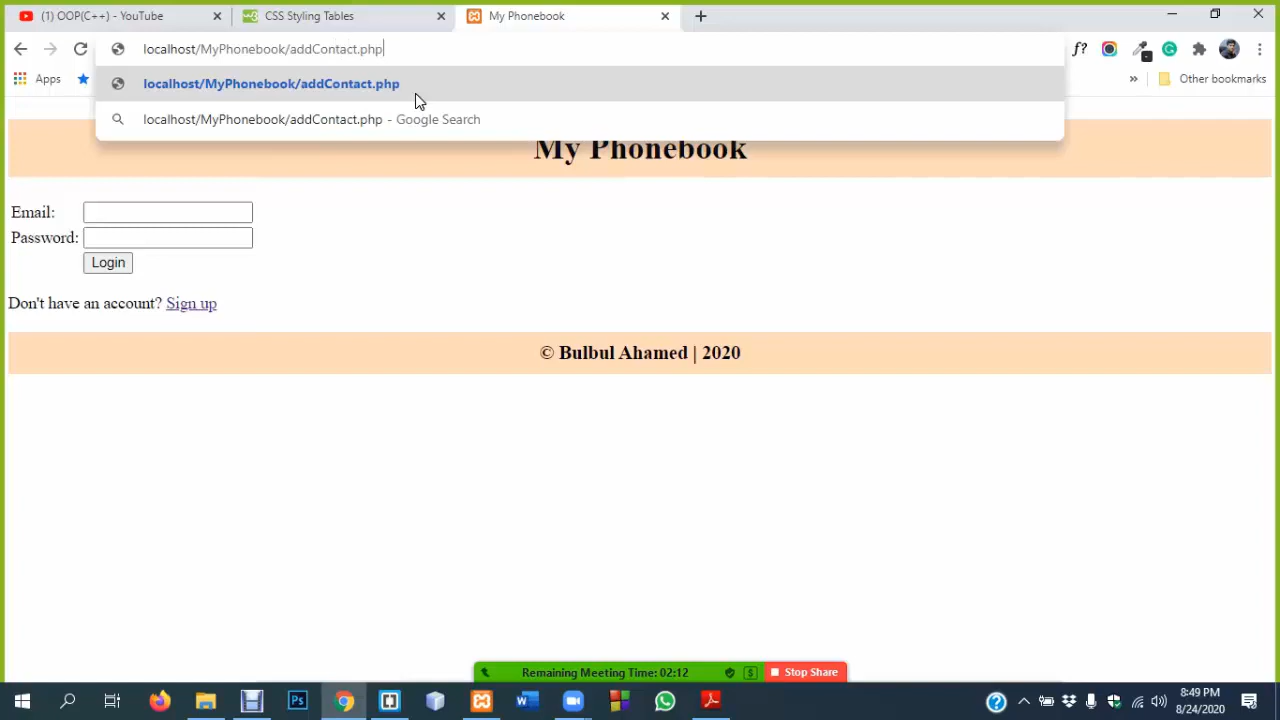 (1) OOP(C++) - YouTube
CSS Styling Tables
My Phonebook
localhost/MyPhonebook/addContact.php
Apps
Other bookmarks
localhost/MyPhonebook/addContact.php
localhost/MyPhonebook/addContact.php - Google Search
My Phonebook
Email:
Password:
Login
Don't have an account? Sign up
© Bulbul Ahamed | 2020
Remaining Meeting Time: 02:12
Stop Share
8:49 PM
8/24/2020